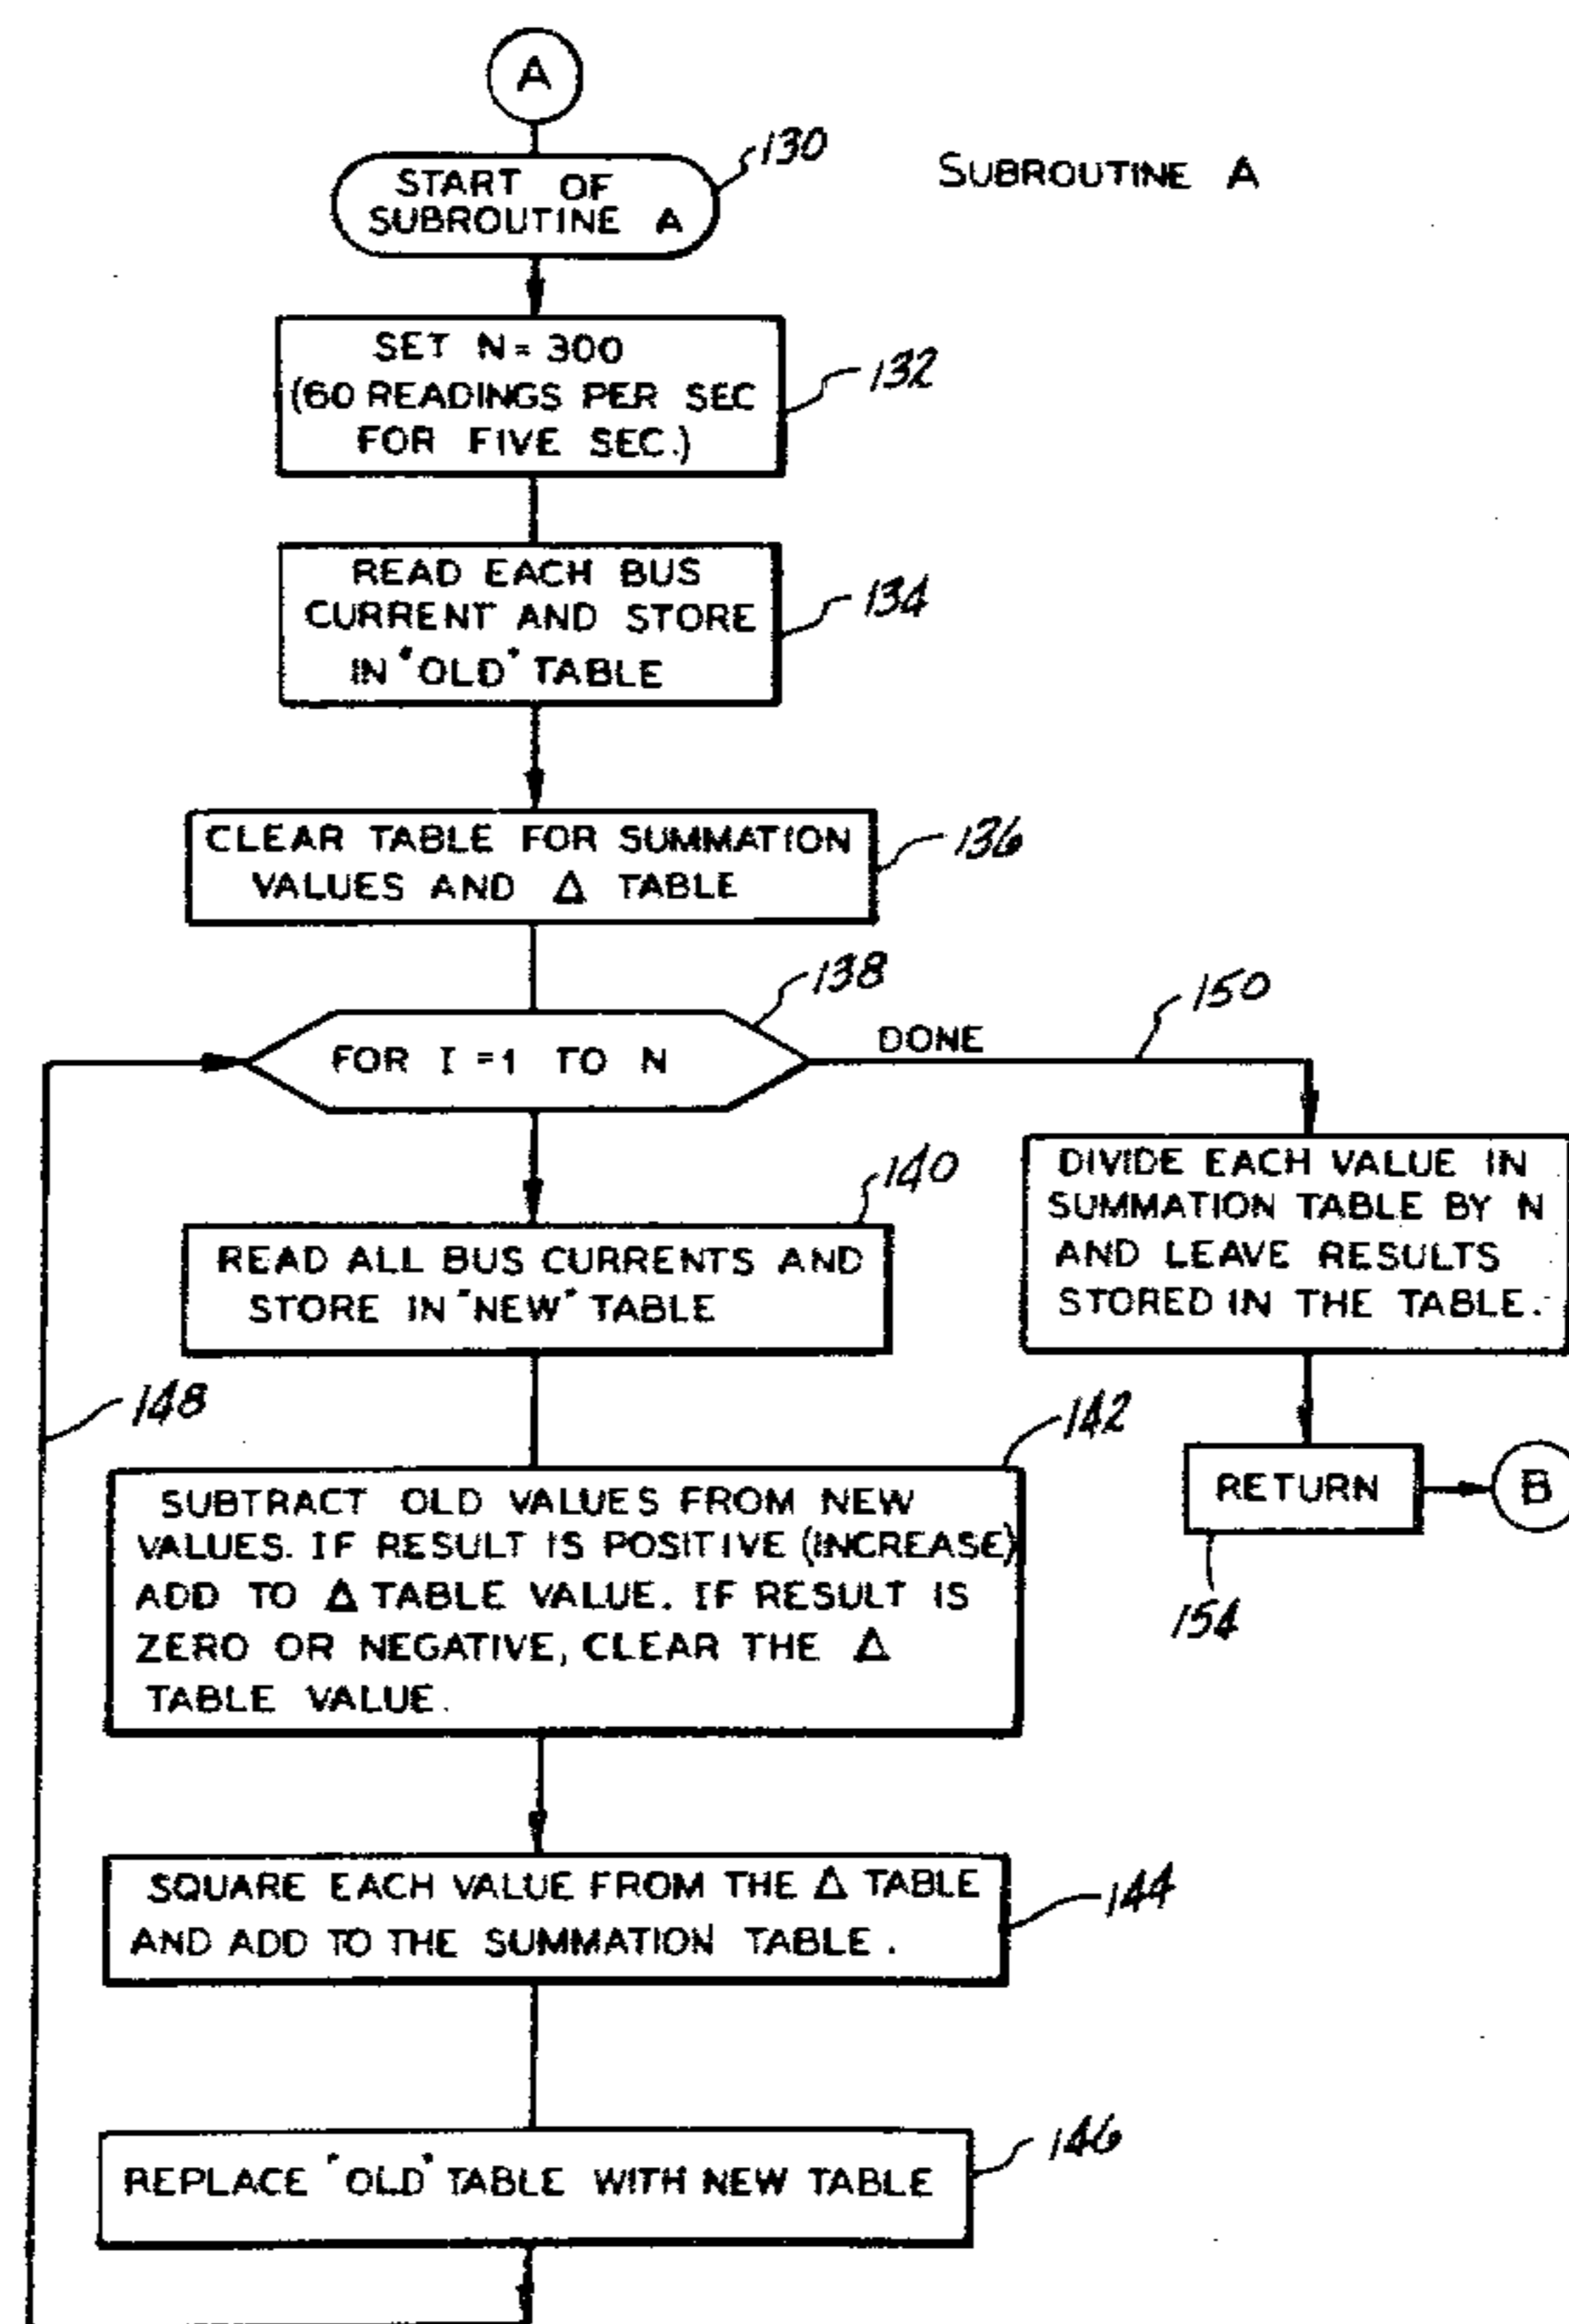 A
START OF
SUBROUTINE A
130
SUBROUTINE A
SET N = 300
(60 READINGS PER SEC
FOR FIVE SEC.)
132
READ EACH BUS
CURRENT AND STORE
IN "OLD" TABLE
134
CLEAR TABLE FOR SUMMATION
VALUES AND Δ TABLE
136
138
FOR I = 1 TO N
DONE
150
140
READ ALL BUS CURRENTS AND
STORE IN "NEW" TABLE
DIVIDE EACH VALUE IN
SUMMATION TABLE BY N
AND LEAVE RESULTS
STORED IN THE TABLE.
148
142
SUBTRACT OLD VALUES FROM NEW
VALUES. IF RESULT IS POSITIVE (INCREASE)
ADD TO Δ TABLE VALUE. IF RESULT IS
ZERO OR NEGATIVE, CLEAR THE Δ
TABLE VALUE.
RETURN
B
154
SQUARE EACH VALUE FROM THE Δ TABLE
AND ADD TO THE SUMMATION TABLE.
144
REPLACE "OLD" TABLE WITH NEW TABLE
146